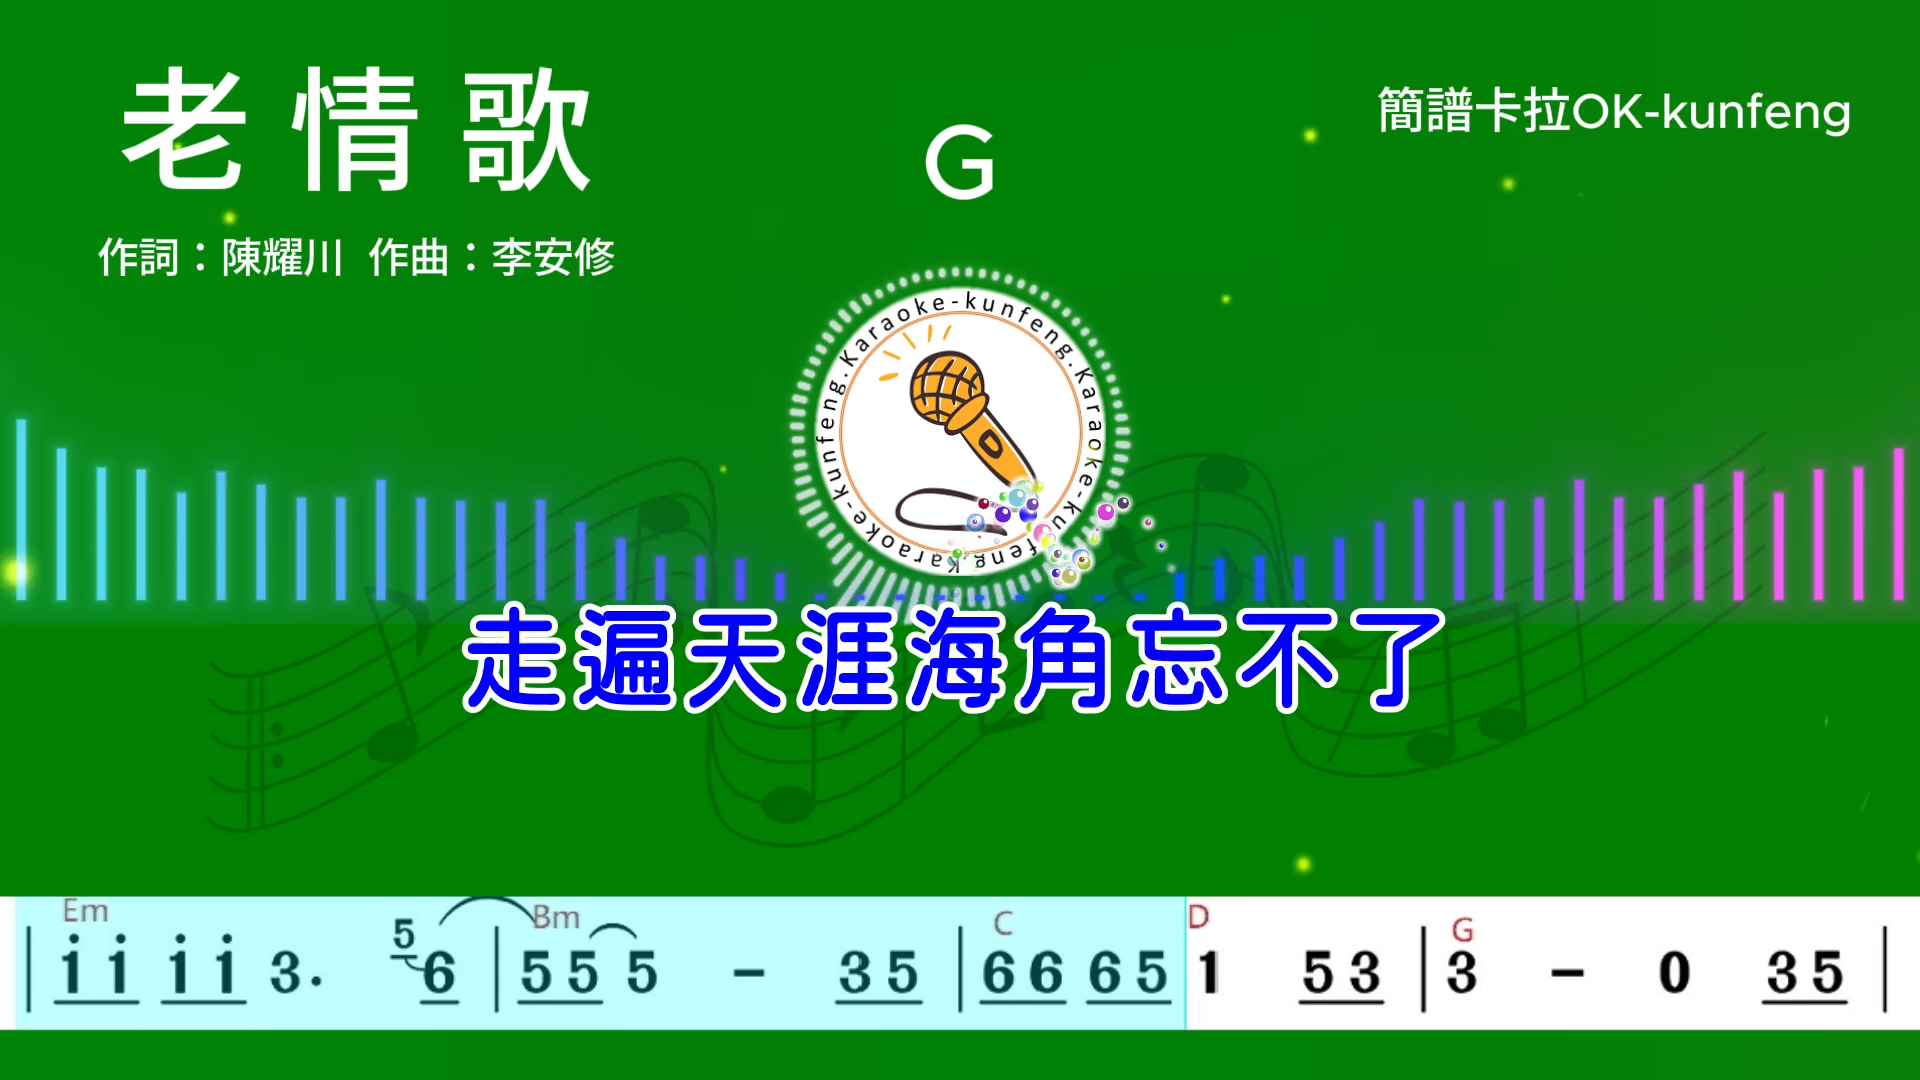 老情歌
簡譜卡拉OK-kunfeng
G
作詞：陳耀川 作曲：李安修
Karaoke-kunfeng.Karaoke-kunfeng.Karaoke-kunfeng.
走遍天涯海角忘不了
Em Bm C D G
| 1 1 1 1 3. 5 6 | 5 5 5 - 3 5 | 6 6 6 5 1 5 3 | 3 - 0 3 5 |